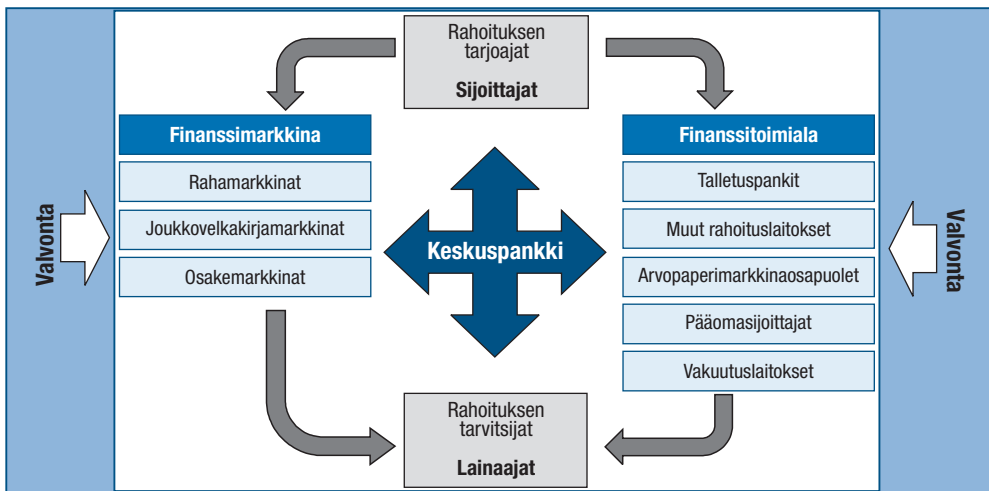 Rahoituksen
tarjoajat
Sijoittajat
Finanssimarkkina
Rahamarkkinat
Joukkovelkakirjamarkkinat
Osakemarkkinat
Finanssitoimiala
Talletuspankit
Muut rahoituslaitokset
Arvopaperimarkkinaosapuolet
Pääomasijoittajat
Vakuutuslaitokset
Keskuspankki
Valvonta
Valvonta
Rahoituksen
tarvitsijat
Lainaajat